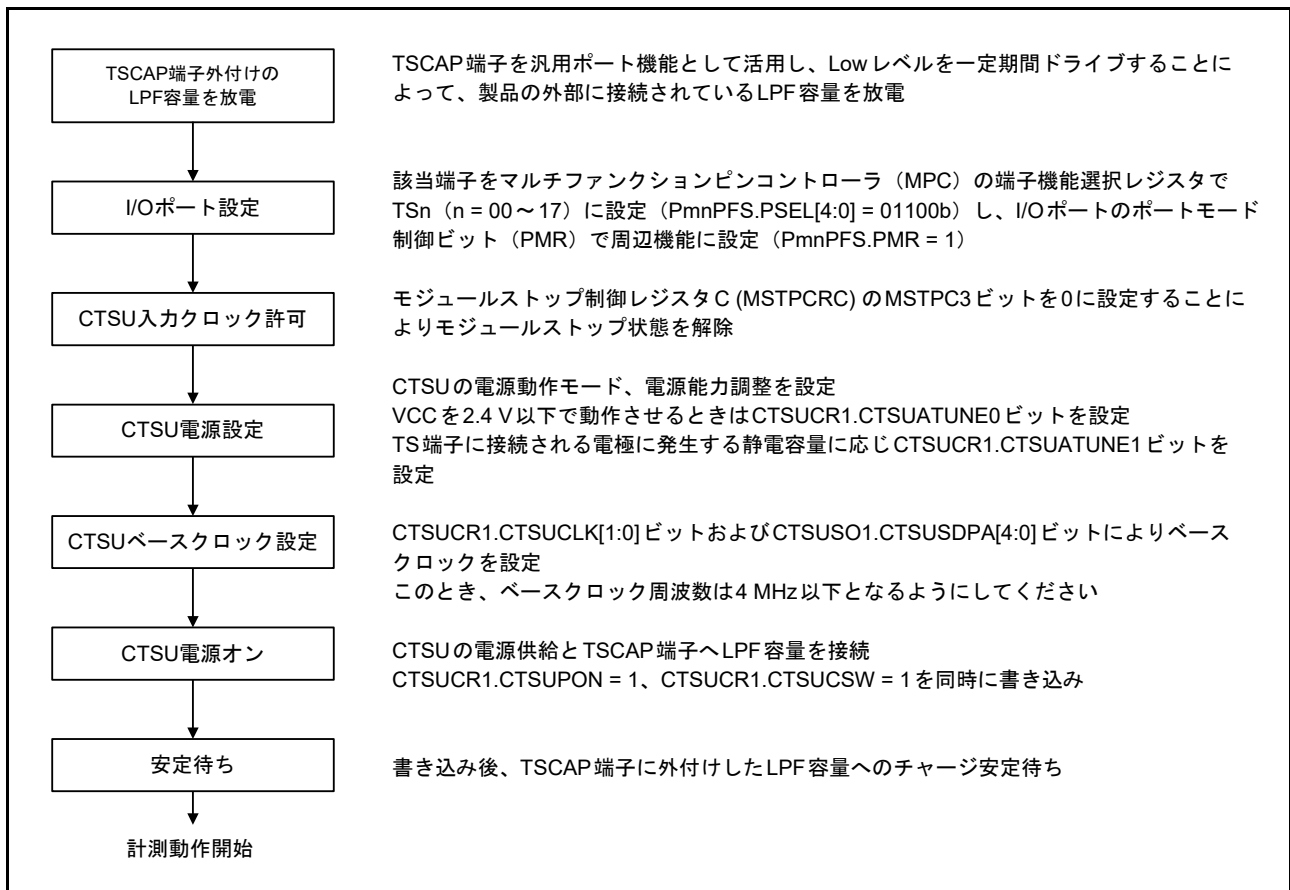 TSCAP端子外付けの
LPF容量を放電
TSCAP端子を汎用ポート機能として活用し、Lowレベルを一定期間ドライブすることに
よって、製品の外部に接続されているLPF容量を放電
I/Oポート設定
該当端子をマルチファンクションピンコントローラ（MPC）の端子機能選択レジスタで
TSn（n = 00～17）に設定（PmnPFS.PSEL[4:0] = 01100b）し、I/Oポートのポートモード
制御ビット（PMR）で周辺機能に設定（PmnPFS.PMR = 1）
CTSU入力クロック許可
モジュールストップ制御レジスタC (MSTPCRC) のMSTPC3ビットを0に設定することに
よりモジュールストップ状態を解除
CTSU電源設定
CTSUの電源動作モード、電源能力調整を設定
VCCを2.4 V以下で動作させるときはCTSUCR1.CTSUATUNE0ビットを設定
TS端子に接続される電極に発生する静電容量に応じCTSUCR1.CTSUATUNE1ビットを
設定
CTSUベースクロック設定
CTSUCR1.CTSUCLK[1:0]ビットおよびCTSUSO1.CTSUSDPA[4:0]ビットによりベース
クロックを設定
このとき、ベースクロック周波数は4 MHz以下となるようにしてください
CTSU電源オン
CTSUの電源供給とTSCAP端子へLPF容量を接続
CTSUCR1.CTSUPON = 1、CTSUCR1.CTSUCSW = 1を同時に書き込み
安定待ち
書き込み後、TSCAP端子に外付けしたLPF容量へのチャージ安定待ち
計測動作開始